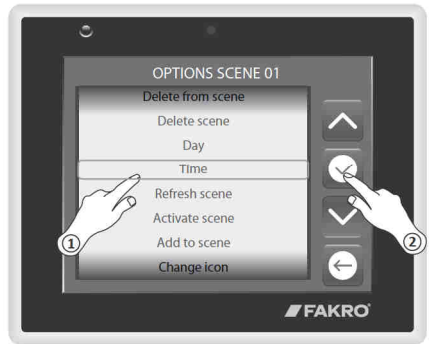 OPTIONS SCENE 01
Delete from scene
Delete scene
Day
Time
Refresh scene
Activate scene
Add to scene
Change icon
1
2
FAKRO